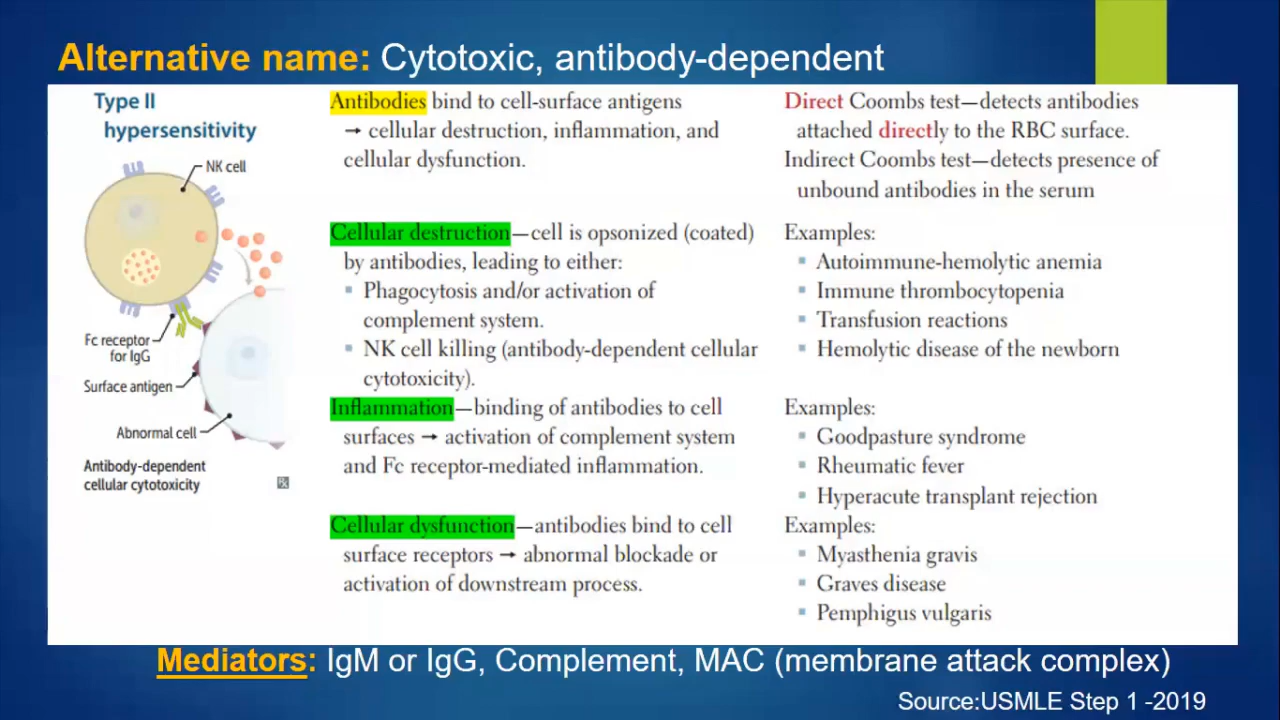 Alternative name: Cytotoxic, antibody-dependent
Type II
hypersensitivity
NK cell
Fc receptor
for IgG
Surface antigen
Abnormal cell
Antibody-dependent
cellular cytotoxicity
Rx
Antibodies bind to cell-surface antigens
→ cellular destruction, inflammation, and
cellular dysfunction.
Direct Coombs test—detects antibodies
attached directly to the RBC surface.
Indirect Coombs test—detects presence of
unbound antibodies in the serum
Cellular destruction—cell is opsonized (coated)
by antibodies, leading to either:
▪ Phagocytosis and/or activation of
complement system.
▪ NK cell killing (antibody-dependent cellular
cytotoxicity).
Examples:
▪ Autoimmune-hemolytic anemia
▪ Immune thrombocytopenia
▪ Transfusion reactions
▪ Hemolytic disease of the newborn
Inflammation—binding of antibodies to cell
surfaces → activation of complement system
and Fc receptor-mediated inflammation.
Examples:
▪ Goodpasture syndrome
▪ Rheumatic fever
▪ Hyperacute transplant rejection
Cellular dysfunction—antibodies bind to cell
surface receptors → abnormal blockade or
activation of downstream process.
Examples:
▪ Myasthenia gravis
▪ Graves disease
▪ Pemphigus vulgaris
Mediators: IgM or IgG, Complement, MAC (membrane attack complex)
Source:USMLE Step 1 -2019